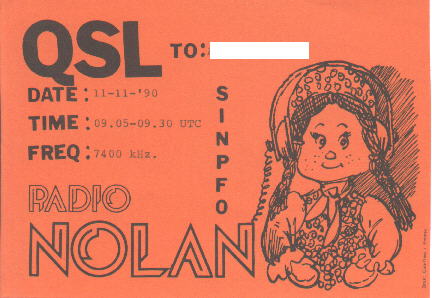 QSL
TO:
DATE: 11-11-'90
TIME: 09.05-09.30 UTC
FREQ: 7400 kHz.
SINPFO
RADIO
NOLAN